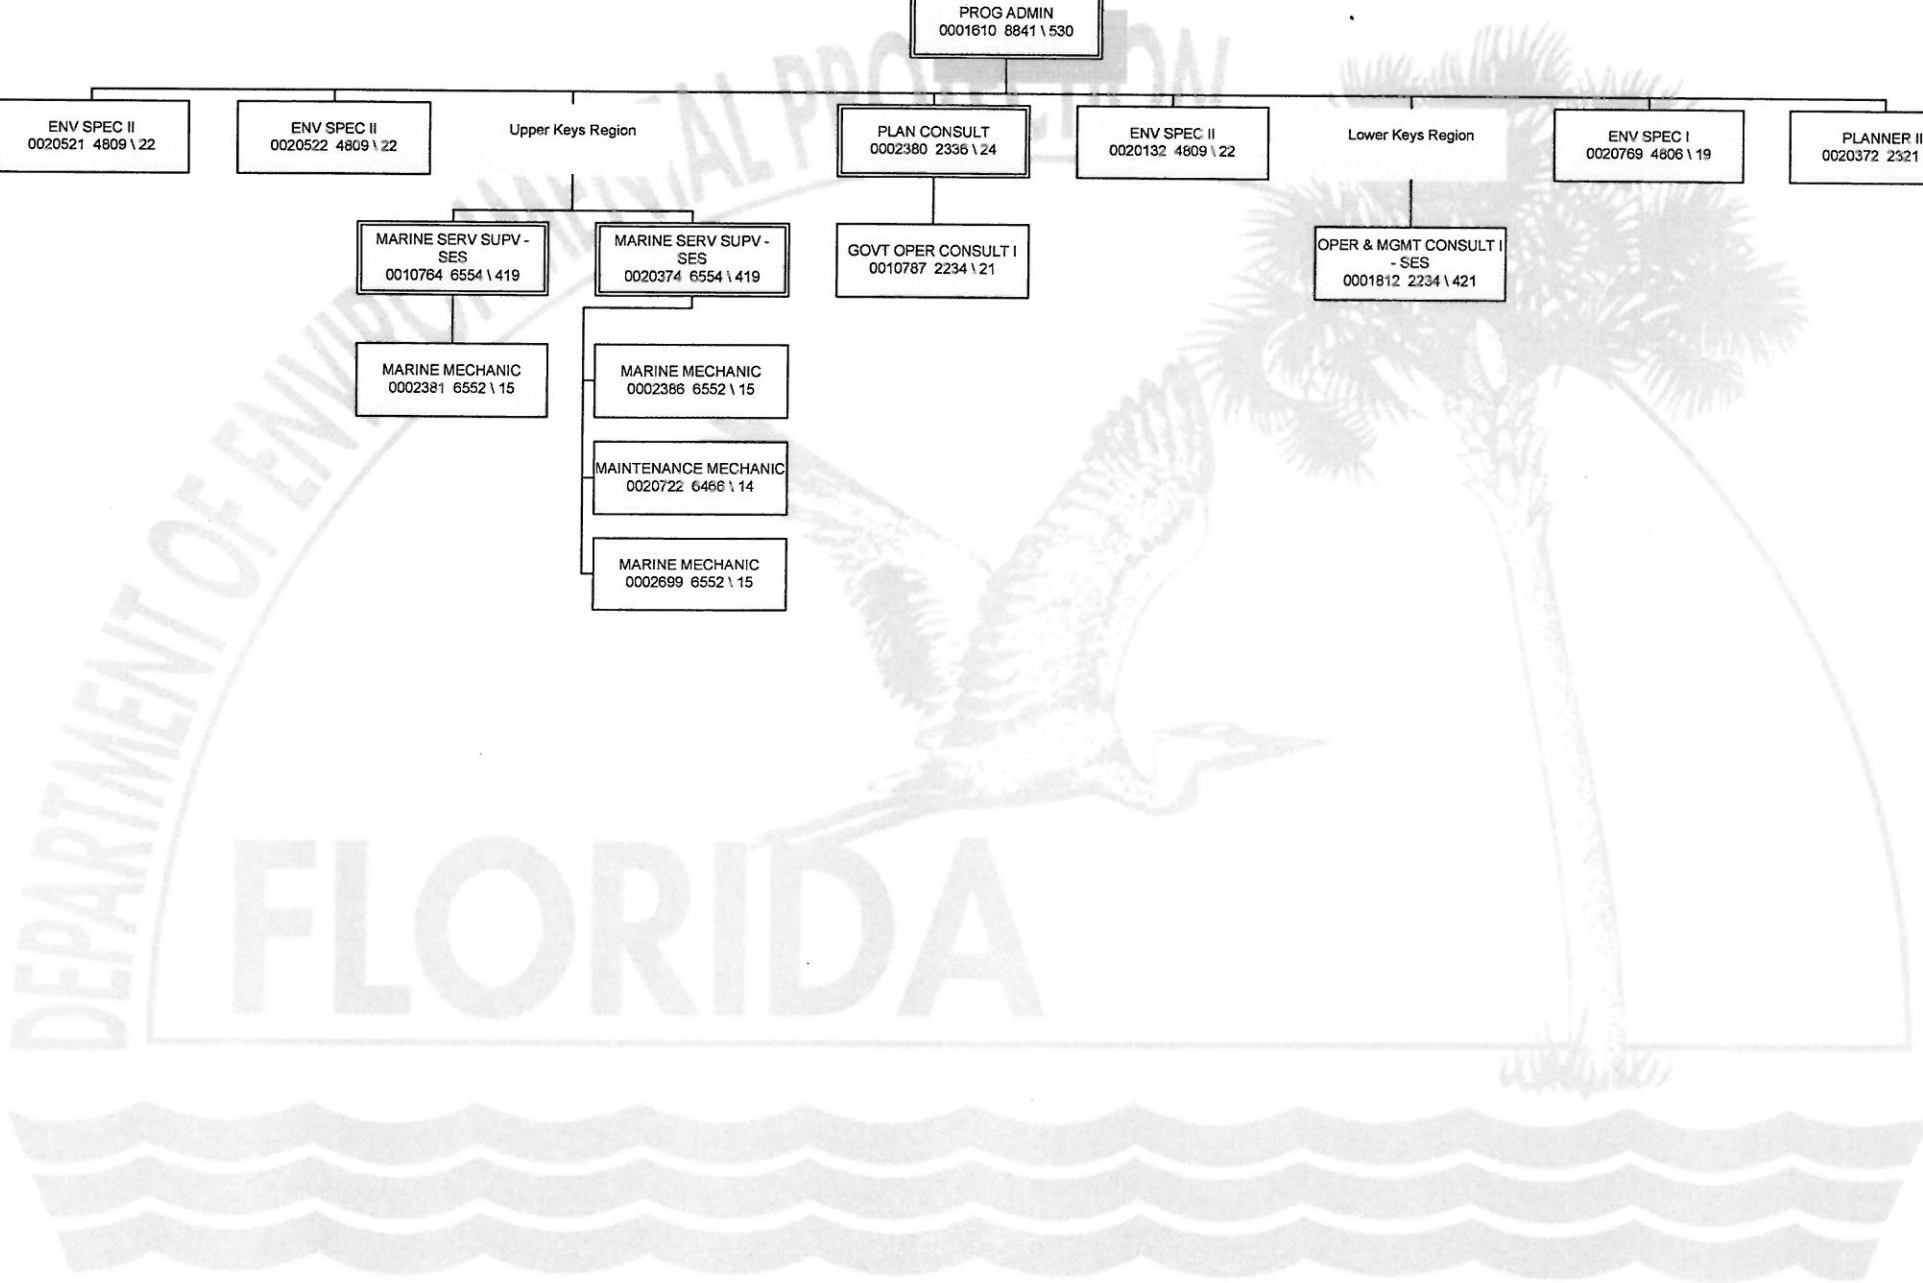 PROG ADMIN
0001610 8841 \ 530
ENV SPEC II
0020521 4809 \ 22
ENV SPEC II
0020522 4809 \ 22
Upper Keys Region
PLAN CONSULT
0002380 2336 \ 24
ENV SPEC II
0020132 4809 \ 22
Lower Keys Region
ENV SPEC I
0020769 4806 \ 19
PLANNER II
0020372 2321
MARINE SERV SUPV -
SES
0010764 6554 \ 419
MARINE SERV SUPV -
SES
0020374 6554 \ 419
GOVT OPER CONSULT I
0010787 2234 \ 21
OPER & MGMT CONSULT I
- SES
0001812 2234 \ 421
MARINE MECHANIC
0002381 6552 \ 15
MARINE MECHANIC
0002386 6552 \ 15
MAINTENANCE MECHANIC
0020722 6466 \ 14
MARINE MECHANIC
0002699 6552 \ 15
DEPARTMENT OF ENVIRONMENTAL PROTECTION
FLORIDA